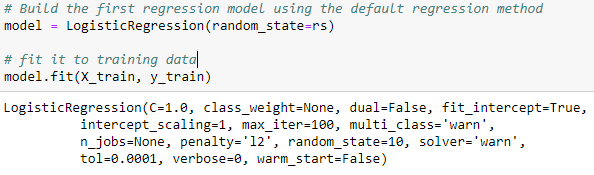 # Build the first regression model using the default regression method
model = LogisticRegression(random_state=rs)
# fit it to training data
model.fit(X_train, y_train)
LogisticRegression(C=1.0, class_weight=None, dual=False, fit_intercept=True,
intercept_scaling=1, max_iter=100, multi_class='warn',
n_jobs=None, penalty='l2', random_state=10, solver='warn',
tol=0.0001, verbose=0, warm_start=False)